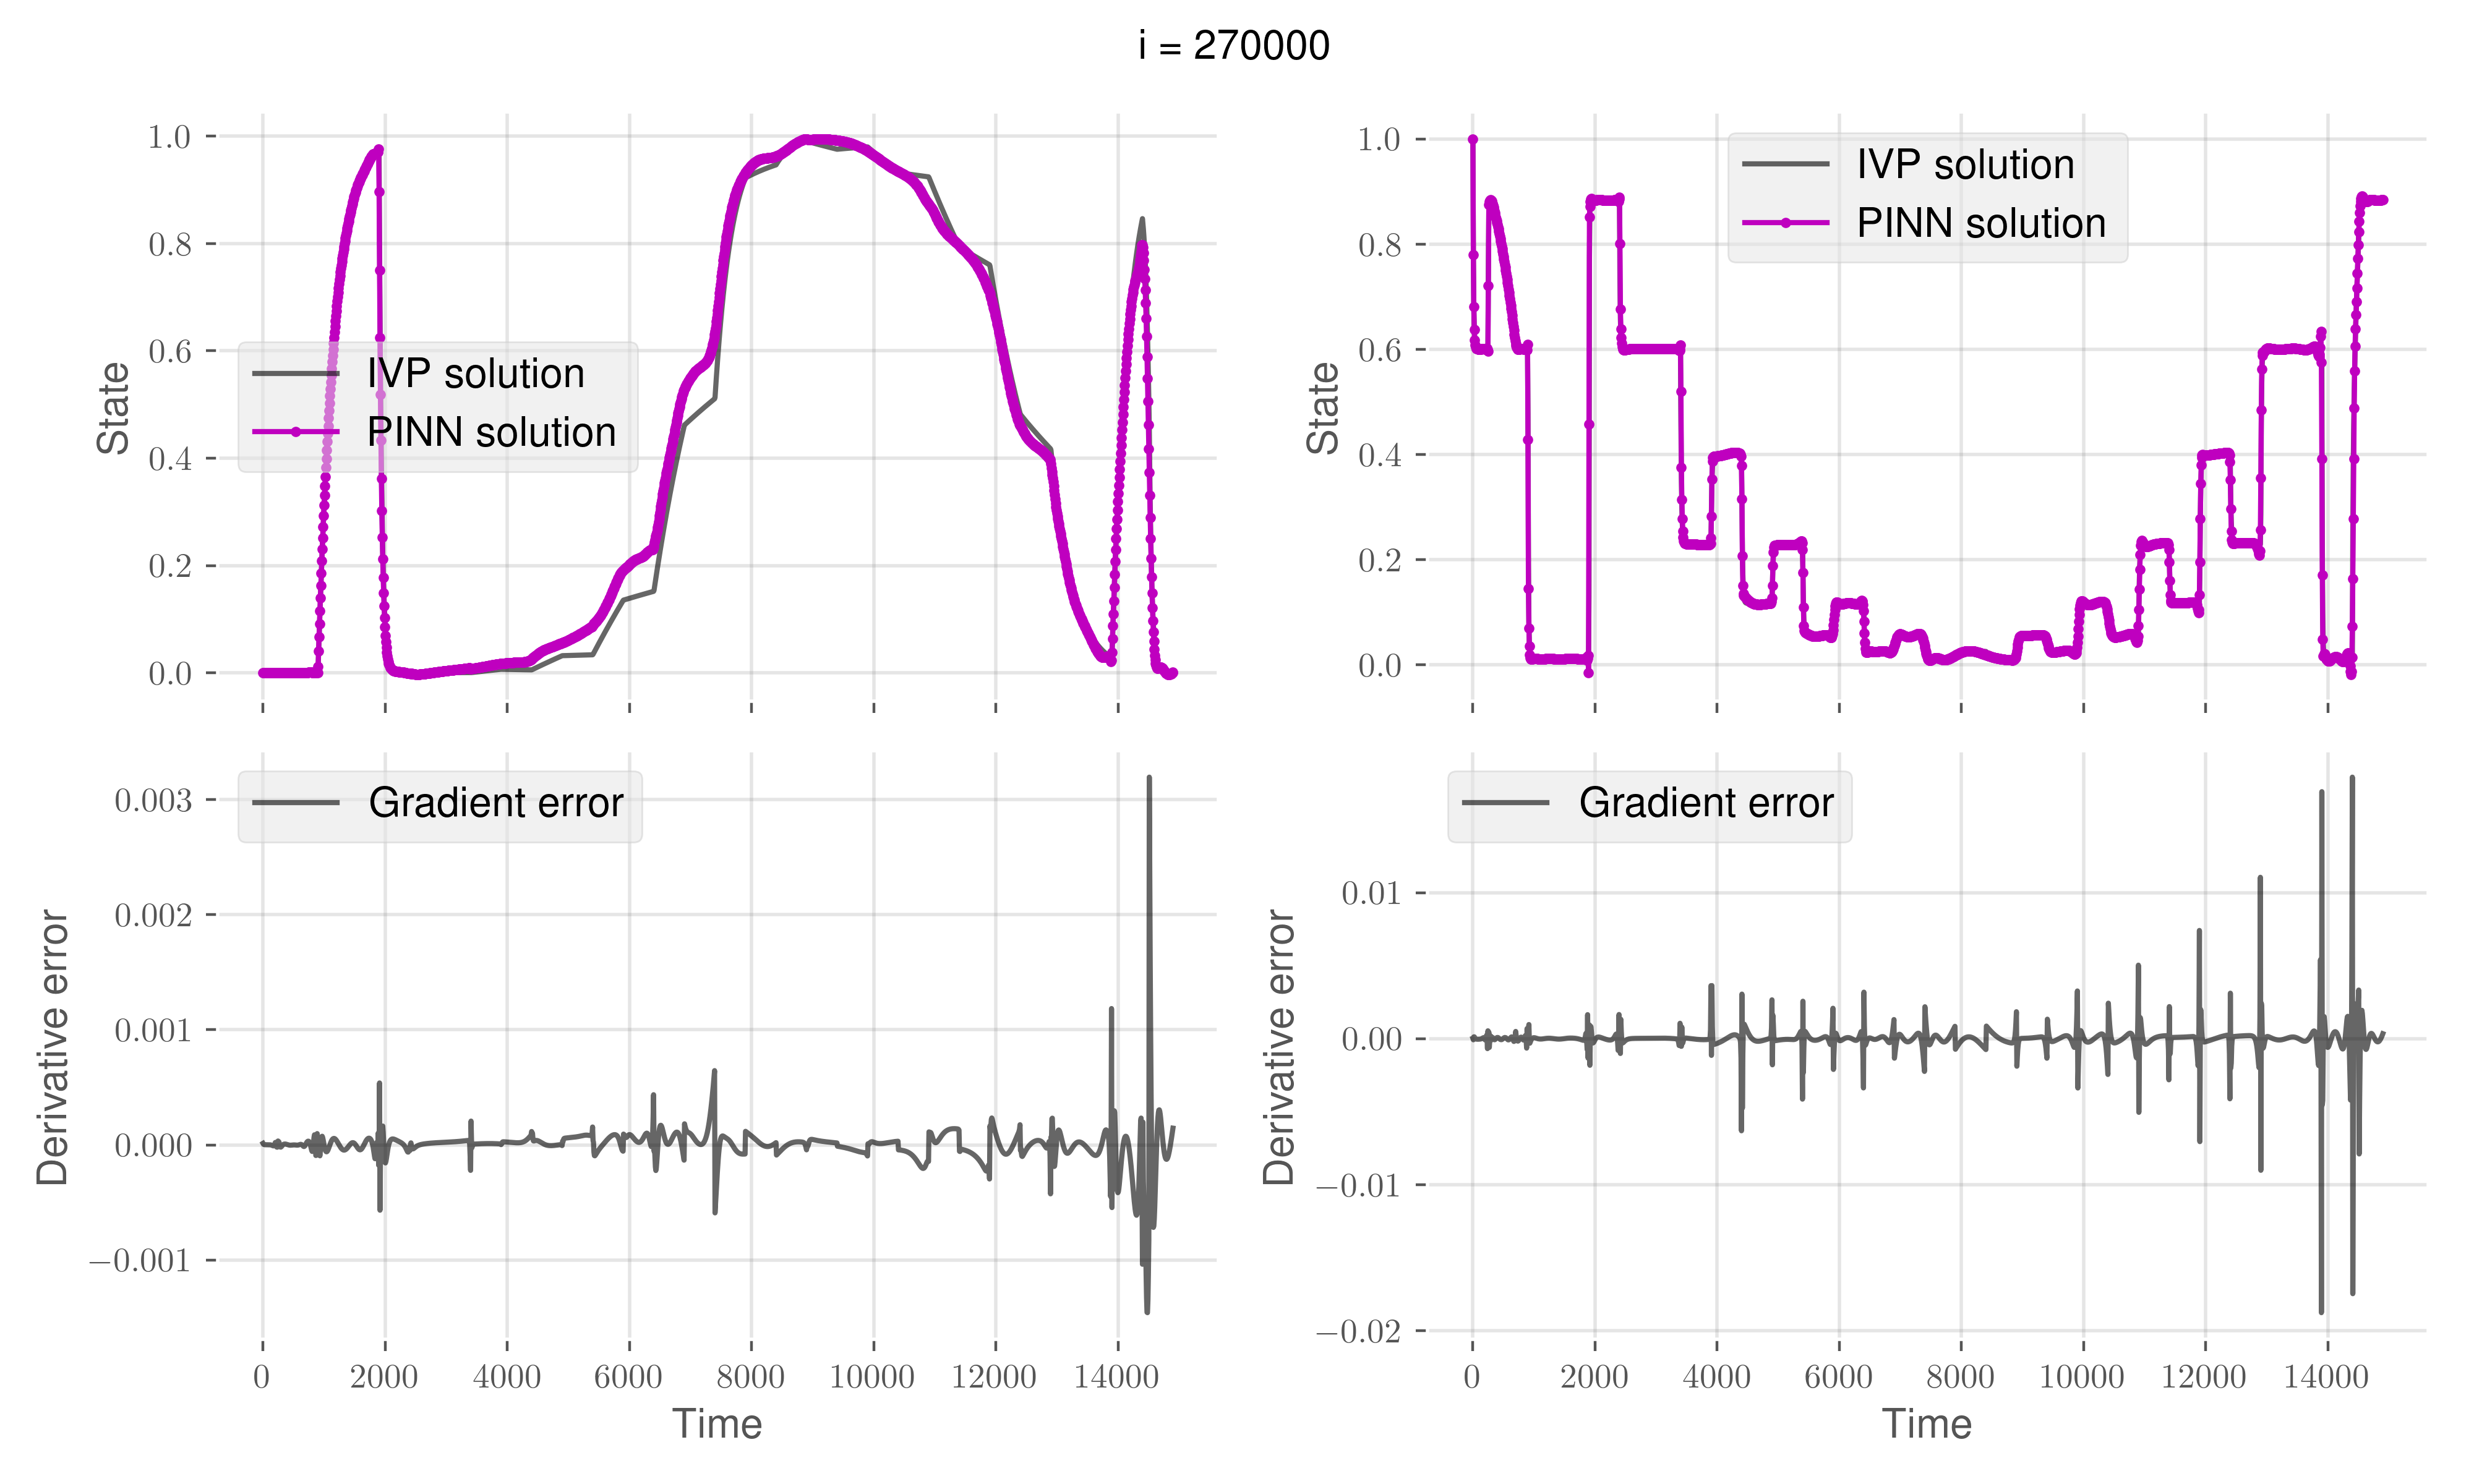 i = 270000
State
1.0
0.8
0.6
0.4
0.2
0.0
IVP solution
PINN solution
State
1.0
0.8
0.6
0.4
0.2
0.0
IVP solution
PINN solution
Derivative error
0.003
0.002
0.001
0.000
−0.001
Gradient error
0 2000 4000 6000 8000 10000 12000 14000
Time
Derivative error
0.01
0.00
−0.01
−0.02
Gradient error
0 2000 4000 6000 8000 10000 12000 14000
Time